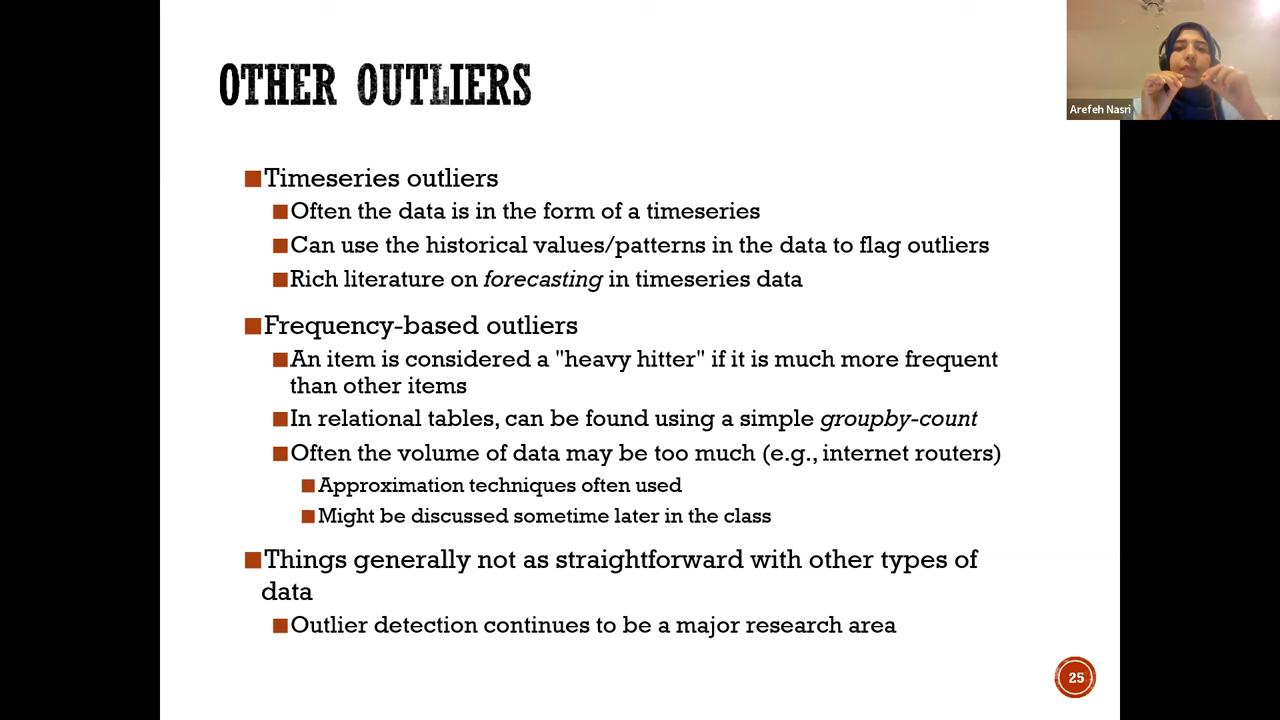 OTHER OUTLIERS
Arefeh Nasri
Timeseries outliers
Often the data is in the form of a timeseries
Can use the historical values/patterns in the data to flag outliers
Rich literature on forecasting in timeseries data
Frequency-based outliers
An item is considered a "heavy hitter" if it is much more frequent
than other items
In relational tables, can be found using a simple groupby-count
Often the volume of data may be too much (e.g., internet routers)
Approximation techniques often used
Might be discussed sometime later in the class
Things generally not as straightforward with other types of
data
Outlier detection continues to be a major research area
25